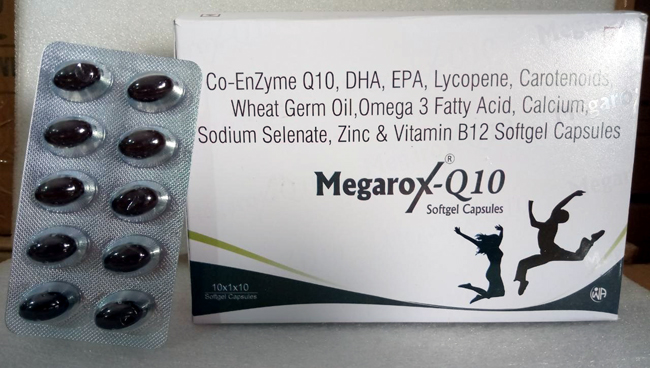 Co-EnZyme Q10, DHA, EPA, Lycopene, Carotenoids,
Wheat Germ Oil,Omega 3 Fatty Acid, Calcium,
Sodium Selenate, Zinc & Vitamin B12 Softgel Capsules
Megarox®-Q10
Softgel Capsules
10x1x10
Softgel Capsules